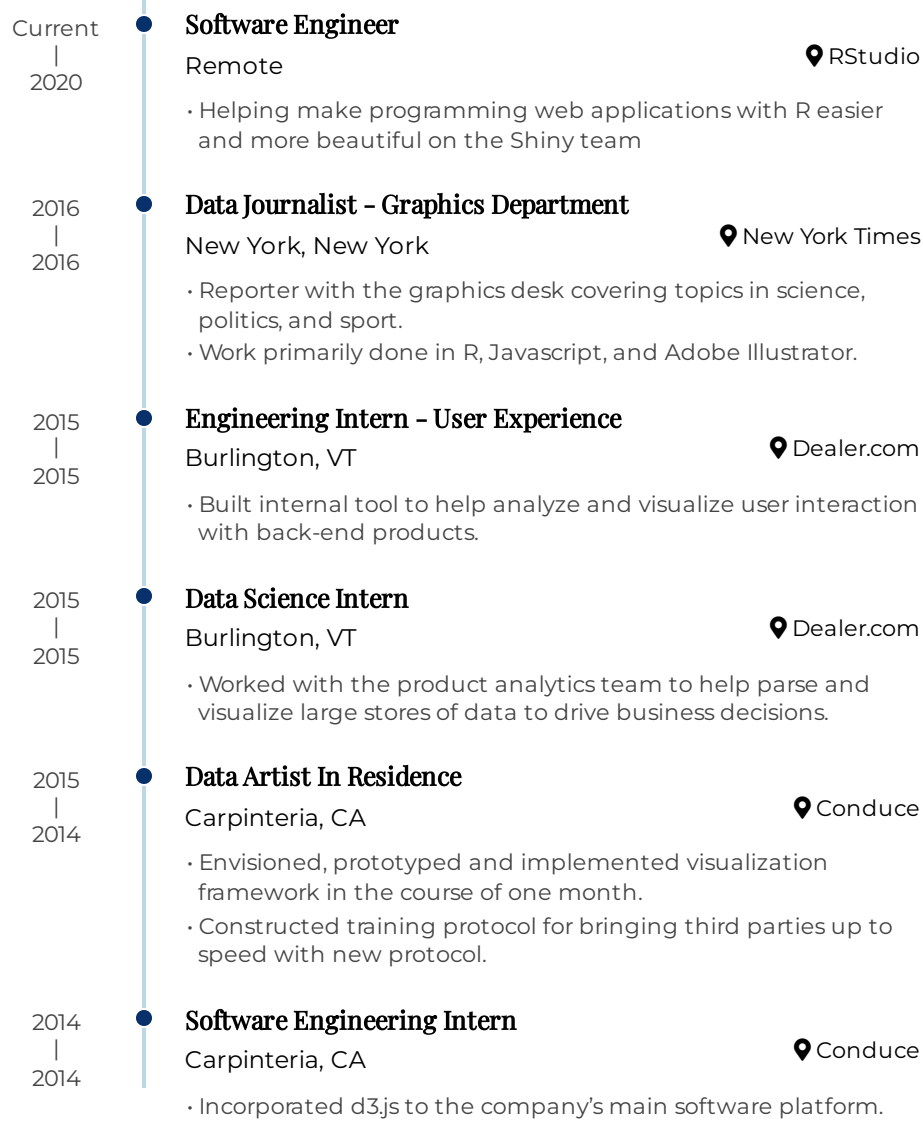 Current
|
2020
Software Engineer
Remote
RStudio
• Helping make programming web applications with R easier
and more beautiful on the Shiny team
2016
|
2016
Data Journalist - Graphics Department
New York, New York
New York Times
• Reporter with the graphics desk covering topics in science,
politics, and sport.
• Work primarily done in R, Javascript, and Adobe Illustrator.
2015
|
2015
Engineering Intern - User Experience
Burlington, VT
Dealer.com
• Built internal tool to help analyze and visualize user interaction
with back-end products.
2015
|
2015
Data Science Intern
Burlington, VT
Dealer.com
• Worked with the product analytics team to help parse and
visualize large stores of data to drive business decisions.
2015
|
2014
Data Artist In Residence
Carpinteria, CA
Conduce
• Envisioned, prototyped and implemented visualization
framework in the course of one month.
• Constructed training protocol for bringing third parties up to
speed with new protocol.
2014
|
2014
Software Engineering Intern
Carpinteria, CA
Conduce
• Incorporated d3.js to the company’s main software platform.